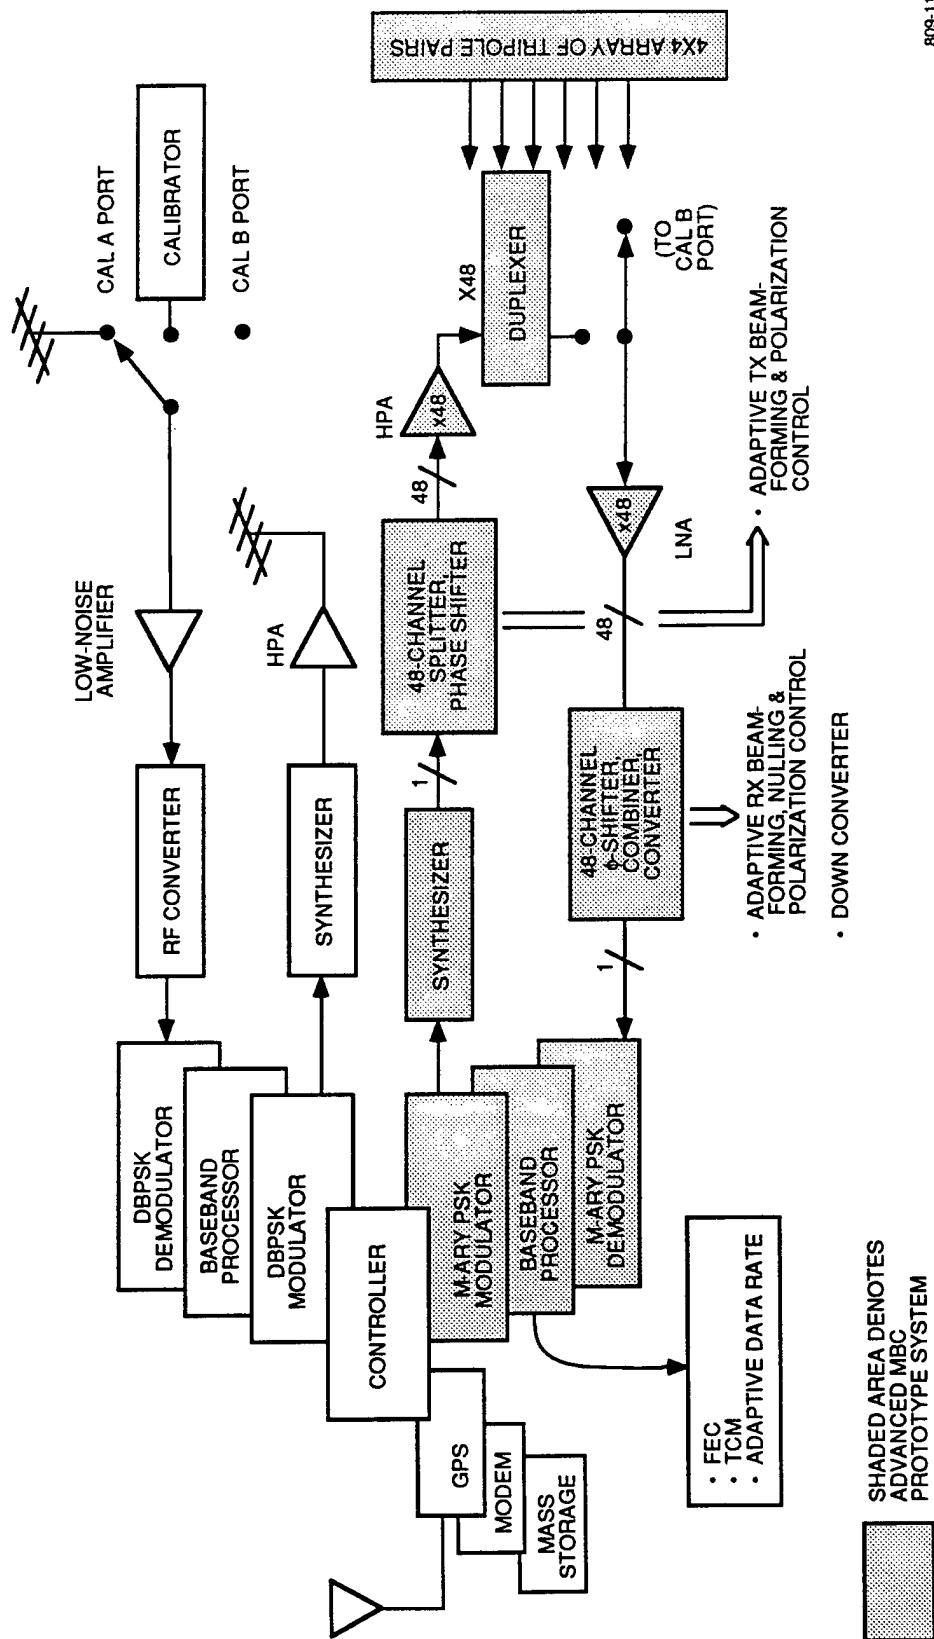 809-11
CAL A PORT
CALIBRATOR
CAL B PORT
LOW-NOISE
AMPLIFIER
RF CONVERTER
DBPSK
DEMODULATOR
BASEBAND
PROCESSOR
DBPSK
MODULATOR
HPA
SYNTHESIZER
CONTROLLER
GPS
MODEM
MASS
STORAGE
4X4 ARRAY OF TRIPOLE PAIRS
X48
DUPLEXER
HPA
x48
48
48-CHANNEL
SPLITTER,
PHASE SHIFTER
1
SYNTHESIZER
M-ARY PSK
MODULATOR
BASEBAND
PROCESSOR
M-ARY PSK
DEMODULATOR
(TO
CAL B
PORT)
x48
LNA
48
48-CHANNEL
ϕ-SHIFTER,
COMBINER,
CONVERTER
1
• ADAPTIVE TX BEAM-
FORMING & POLARIZATION
CONTROL
• ADAPTIVE RX BEAM-
FORMING, NULLING &
POLARIZATION CONTROL
• DOWN CONVERTER
• FEC
• TCM
• ADAPTIVE DATA RATE
SHADED AREA DENOTES
ADVANCED MBC
PROTOTYPE SYSTEM